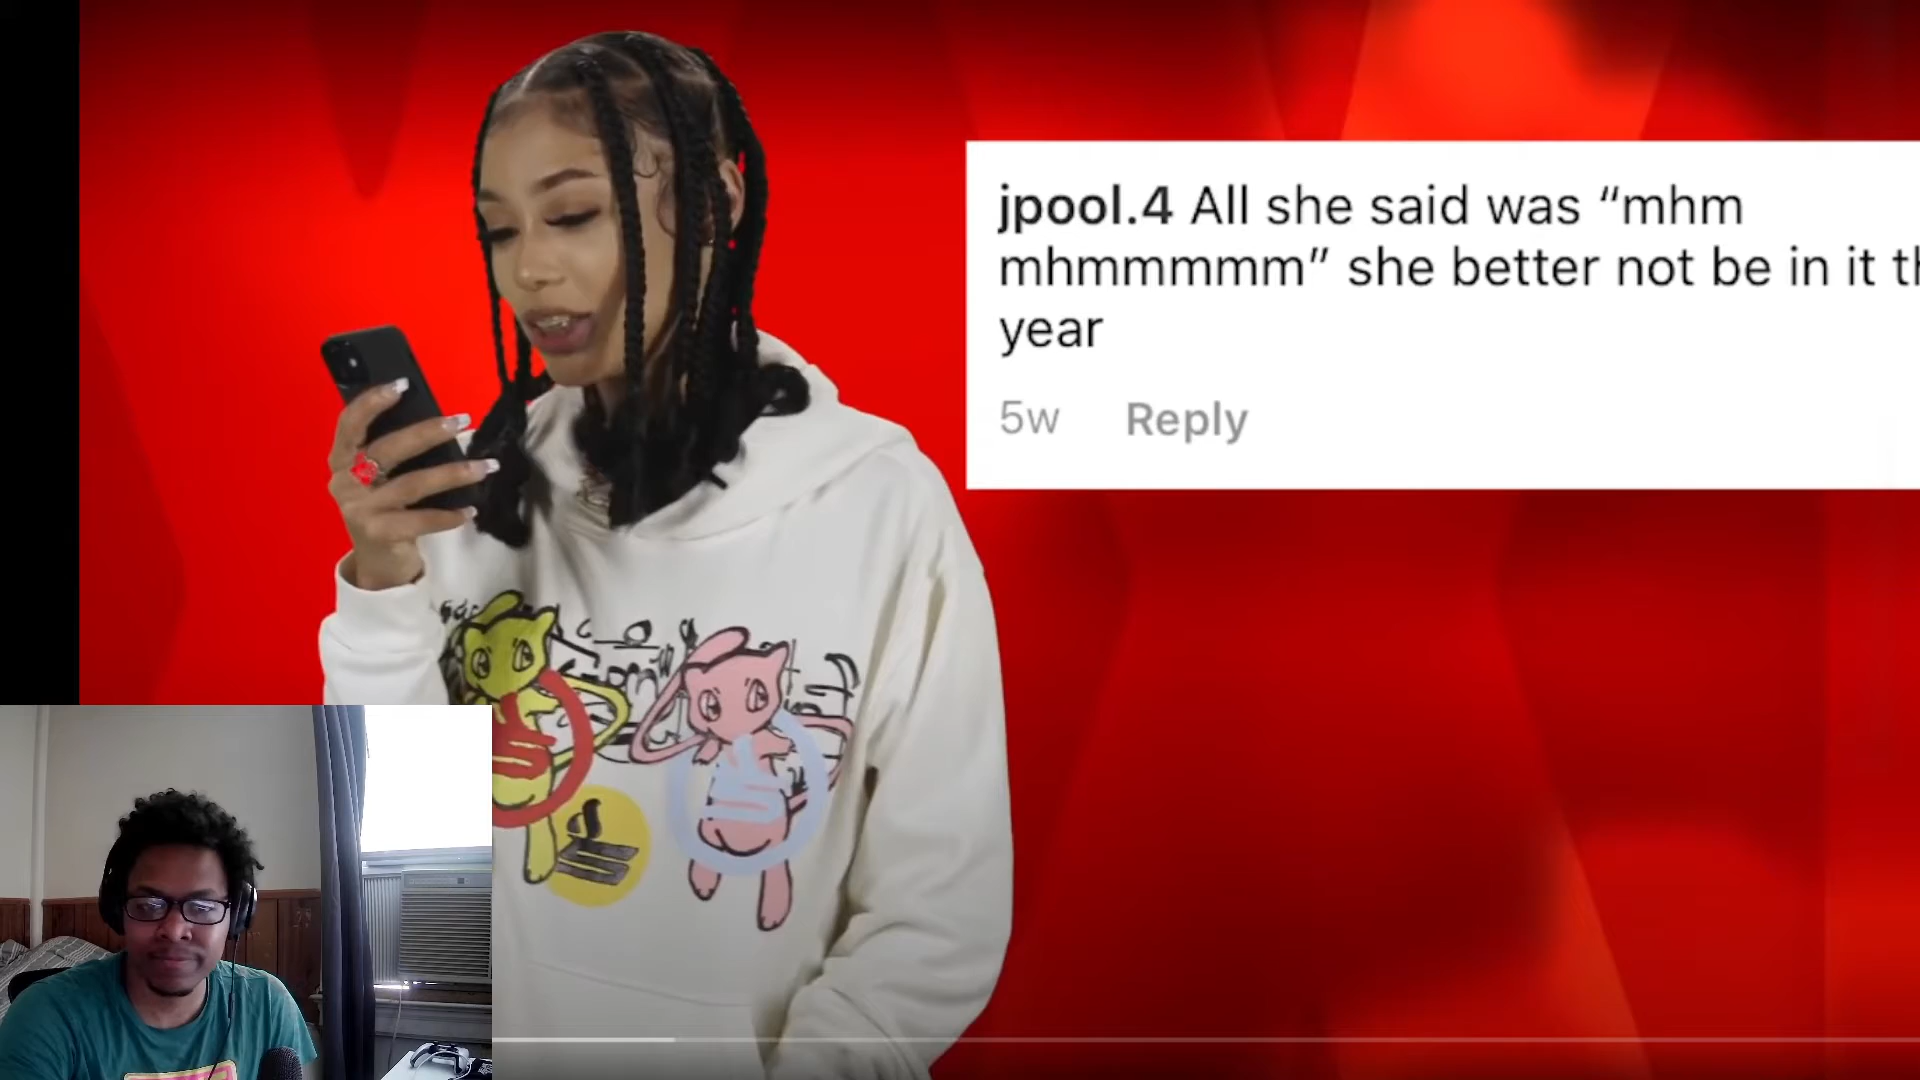 jpool.4 All she said was “mhm
mhmmmmm” she better not be in it th
year
5w Reply